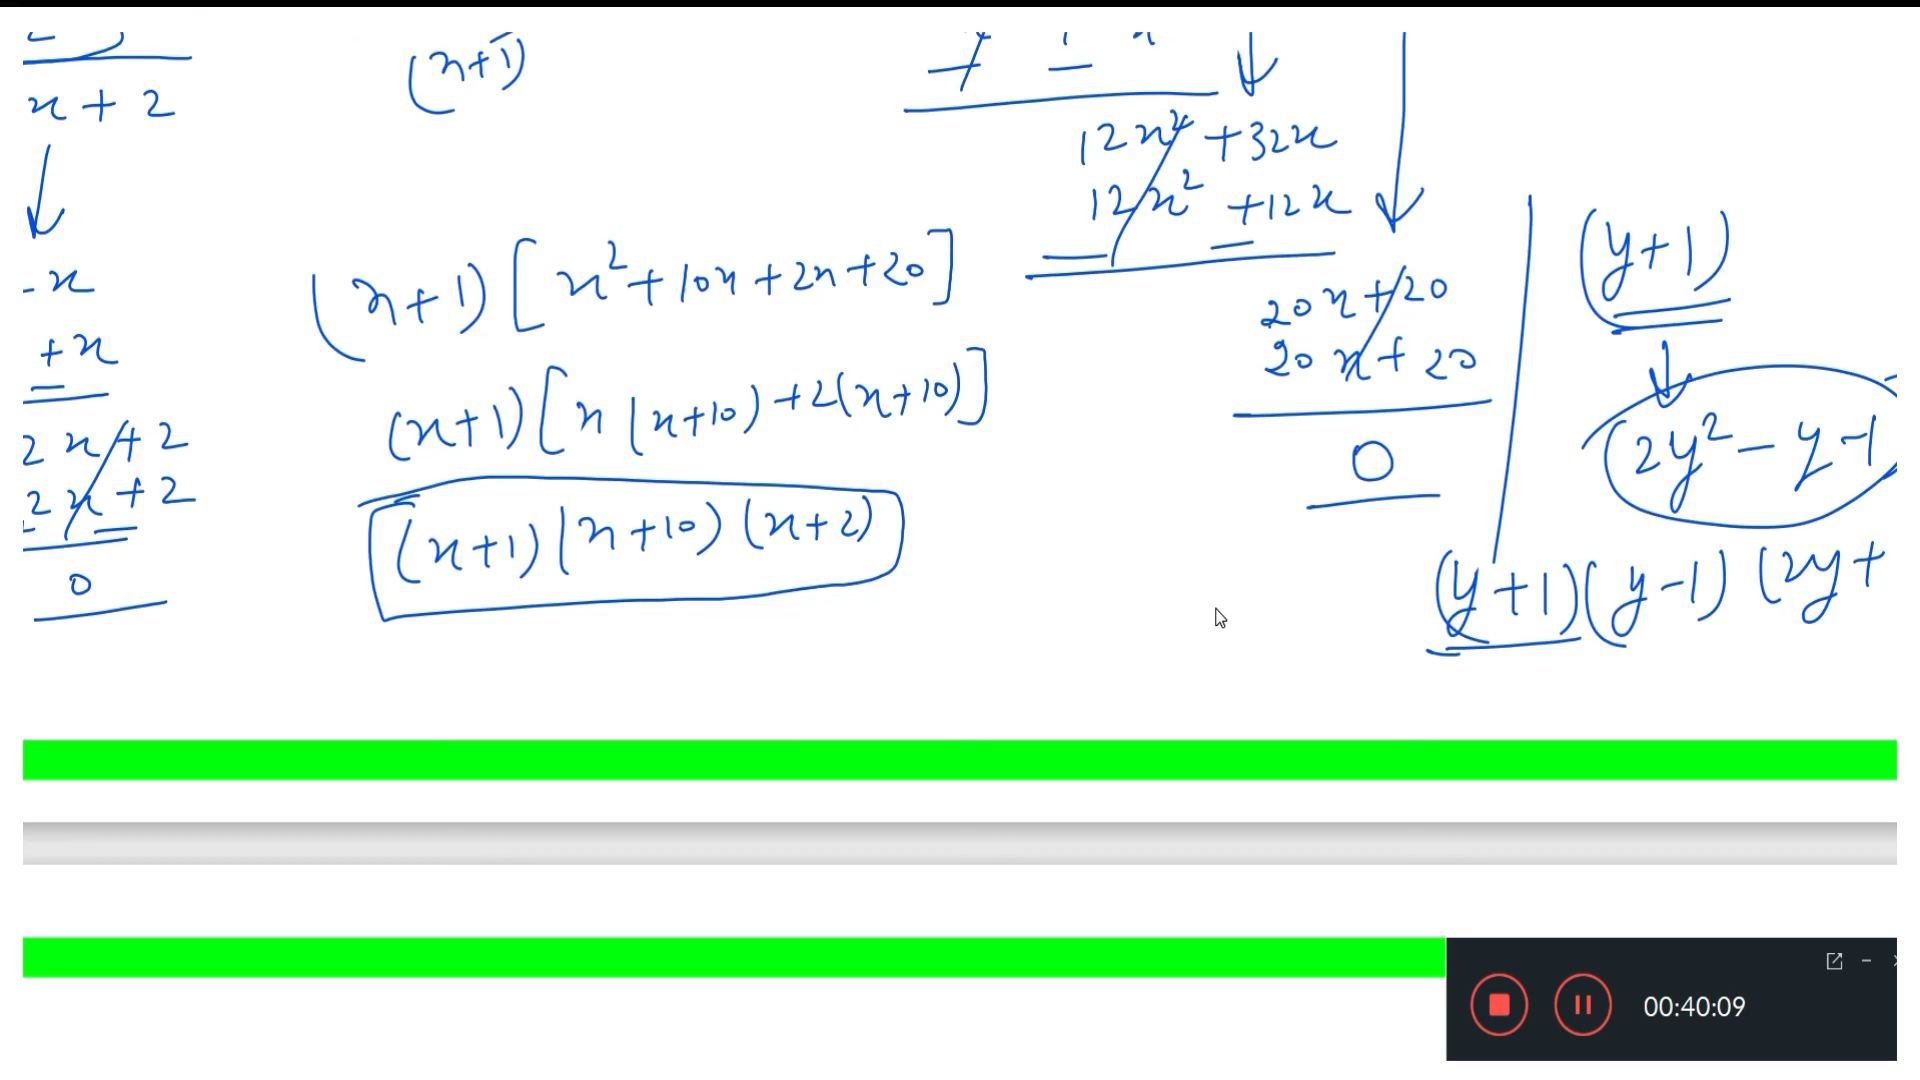 x + 2
- x
+ x
2x + 2
2x + 2
0
(x+1)
(x+1) [x² + 10x + 2x + 20]
(x+1) [x (x+10) + 2(x+10)]
(x+1) (x+10) (x+2)
12x² + 32x
12x² + 12x
20x + 20
20x + 20
0
(y+1)
(2y² - y - 1
(y+1) (y-1) (2y+
00:40:09